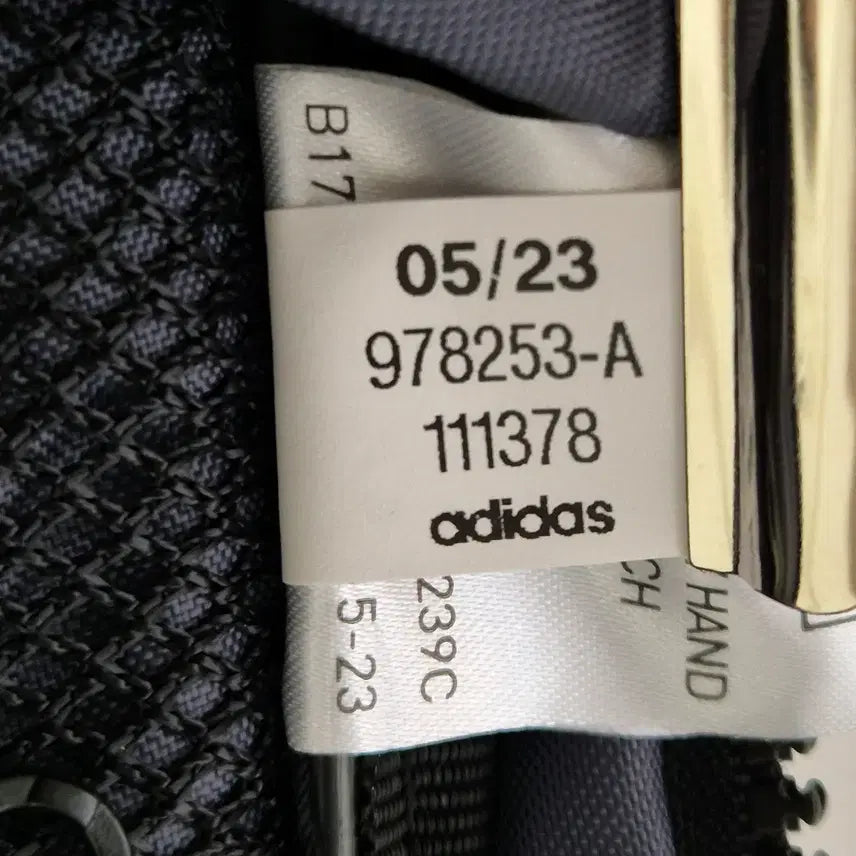 B17
05/23
978253-A
111378
adidas
5-23
239C
CH
HAND